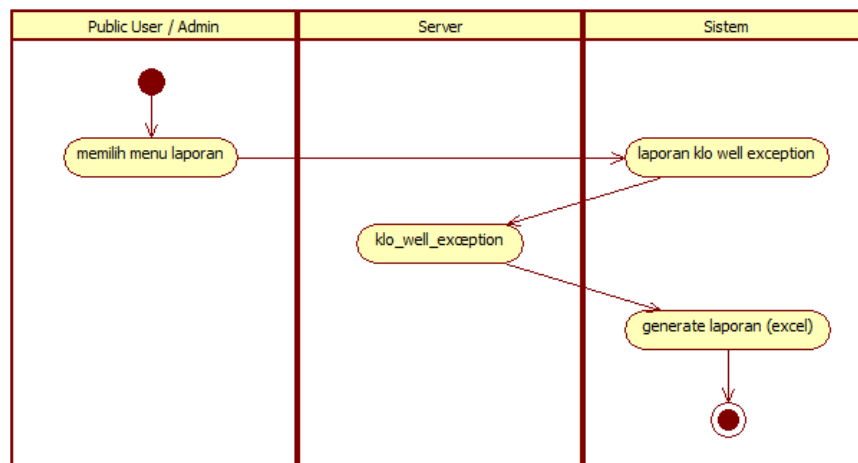 Public User / Admin
Server
Sistem
memilih menu laporan
laporan klo well exception
klo_well_exception
generate laporan (excel)